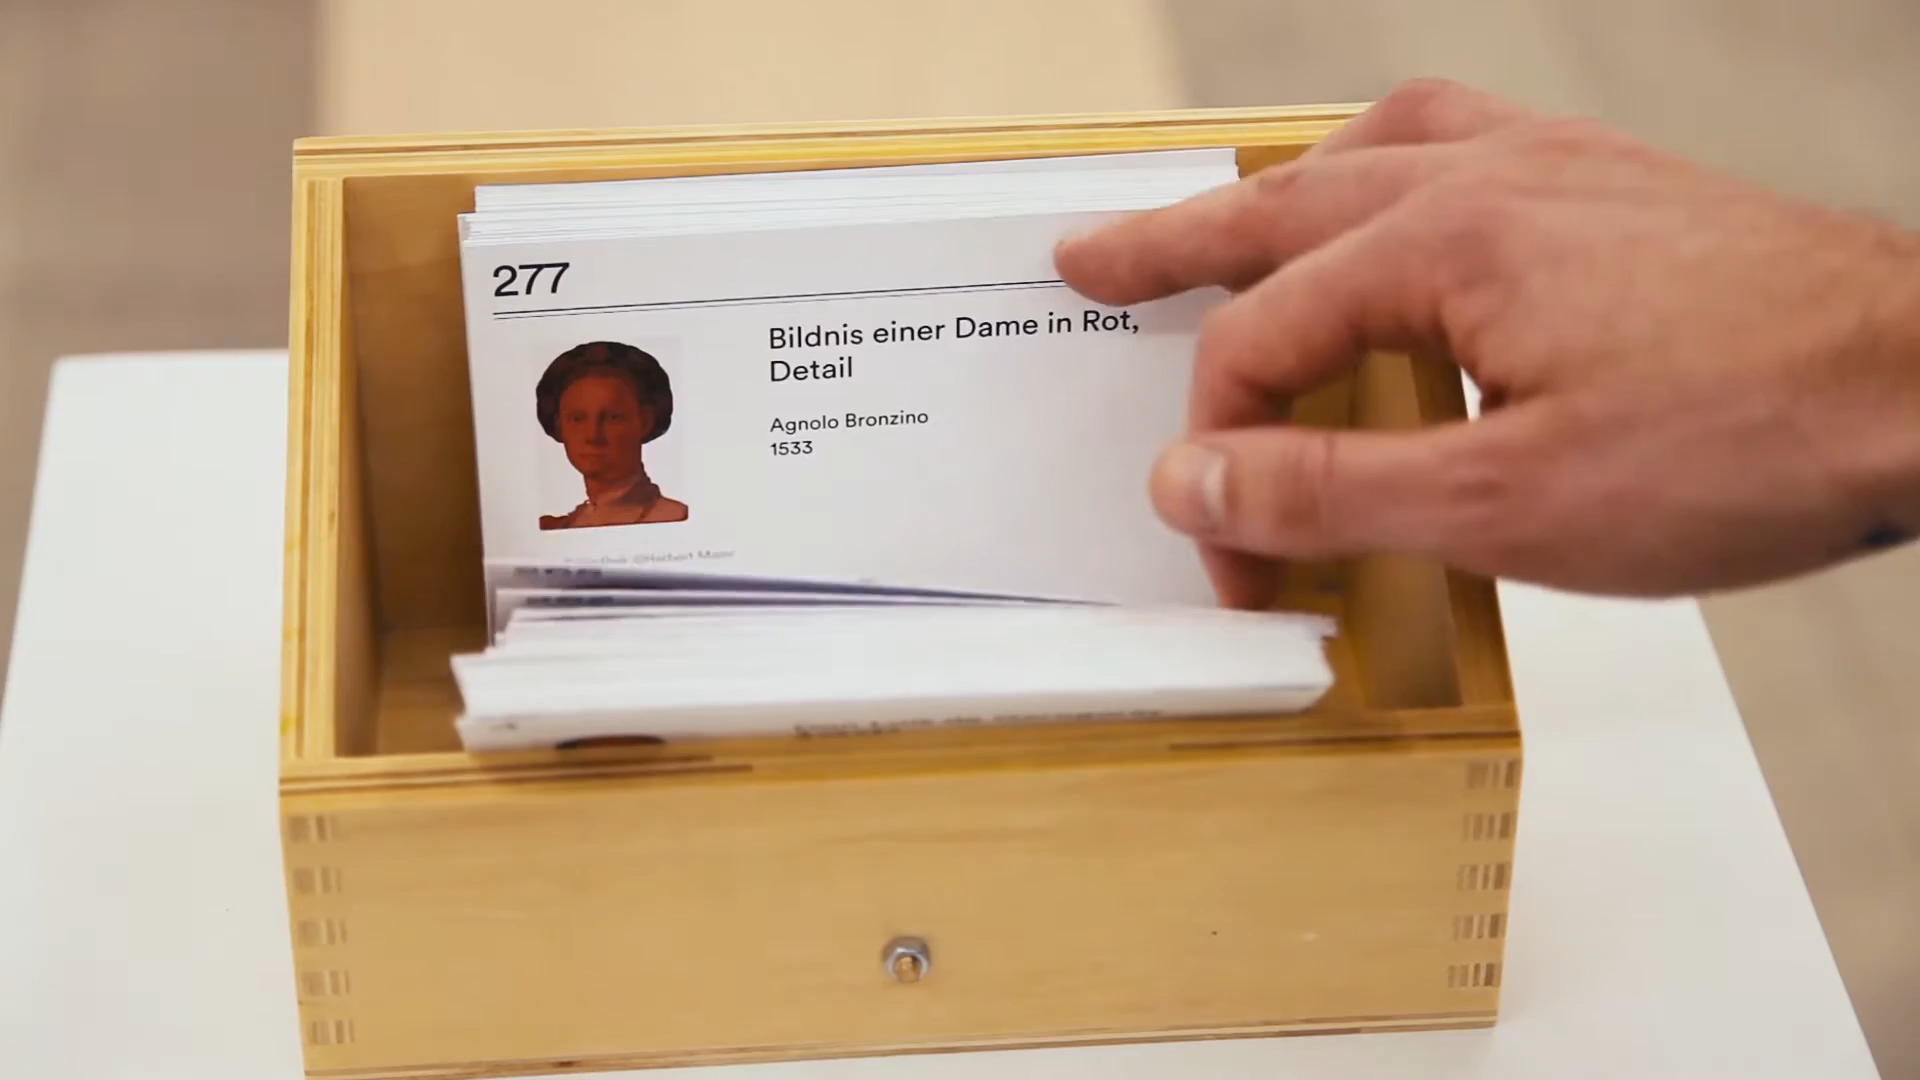 277
Bildnis einer Dame in Rot,
Detail
Agnolo Bronzino
1533